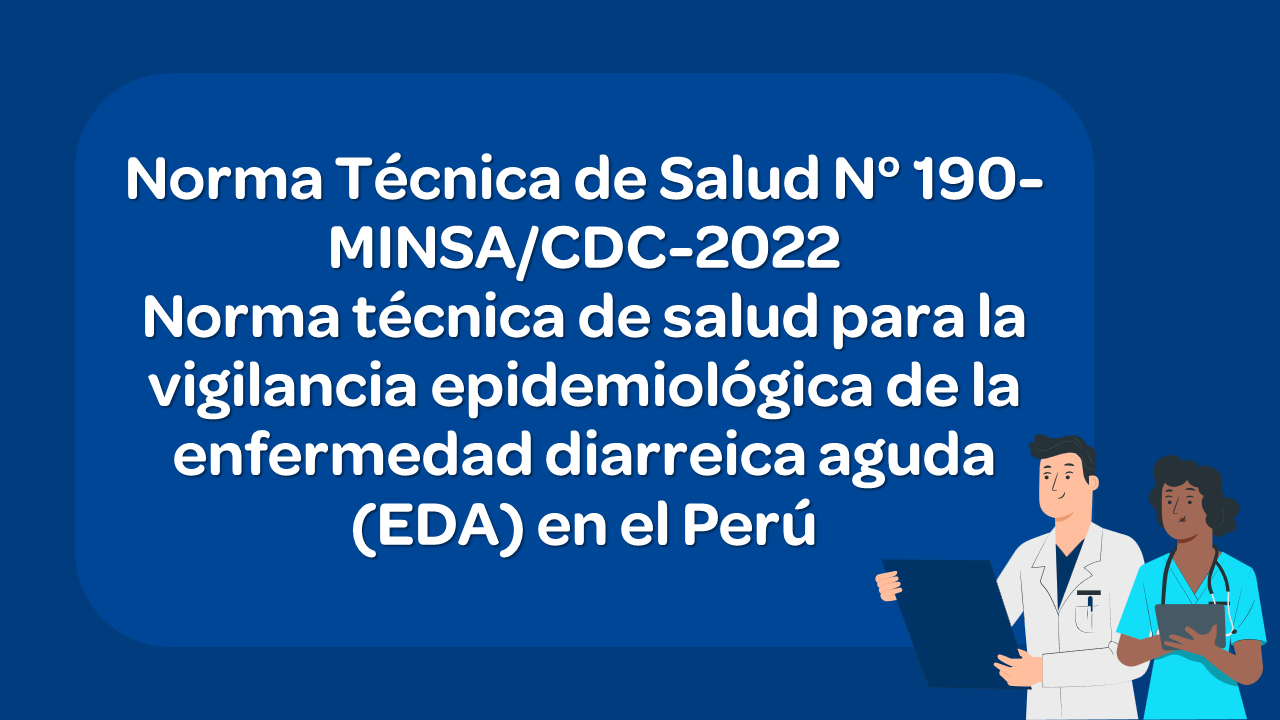 Norma Técnica de Salud N° 190-
MINSA/CDC-2022
Norma técnica de salud para la
vigilancia epidemiológica de la
enfermedad diarreica aguda
(EDA) en el Perú